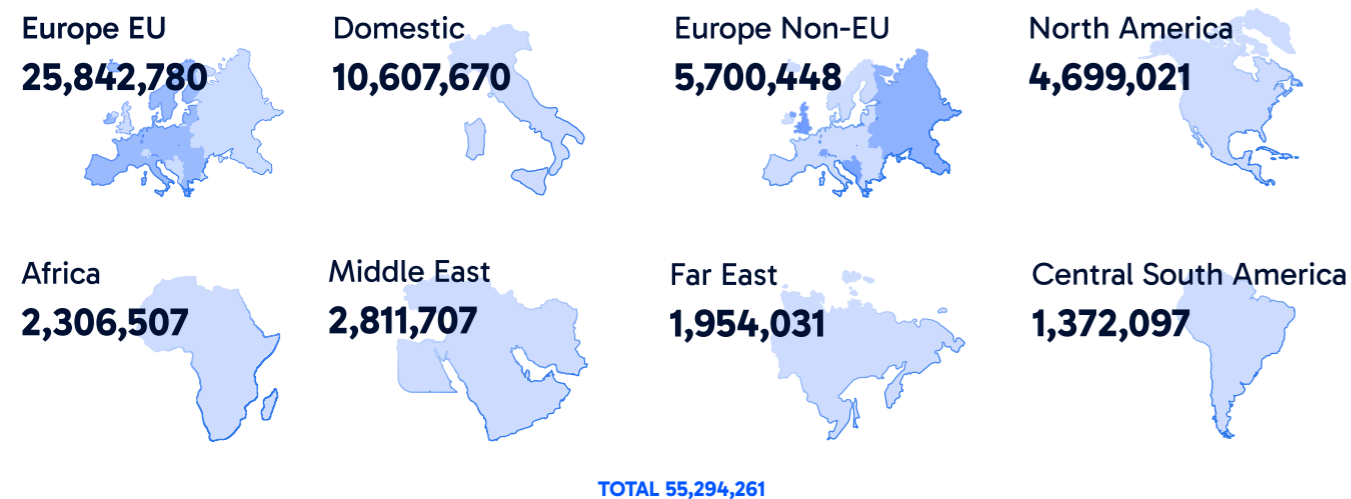 Europe EU
25,842,780
Domestic
10,607,670
Europe Non-EU
5,700,448
North America
4,699,021
Africa
2,306,507
Middle East
2,811,707
Far East
1,954,031
Central South America
1,372,097
TOTAL 55,294,261